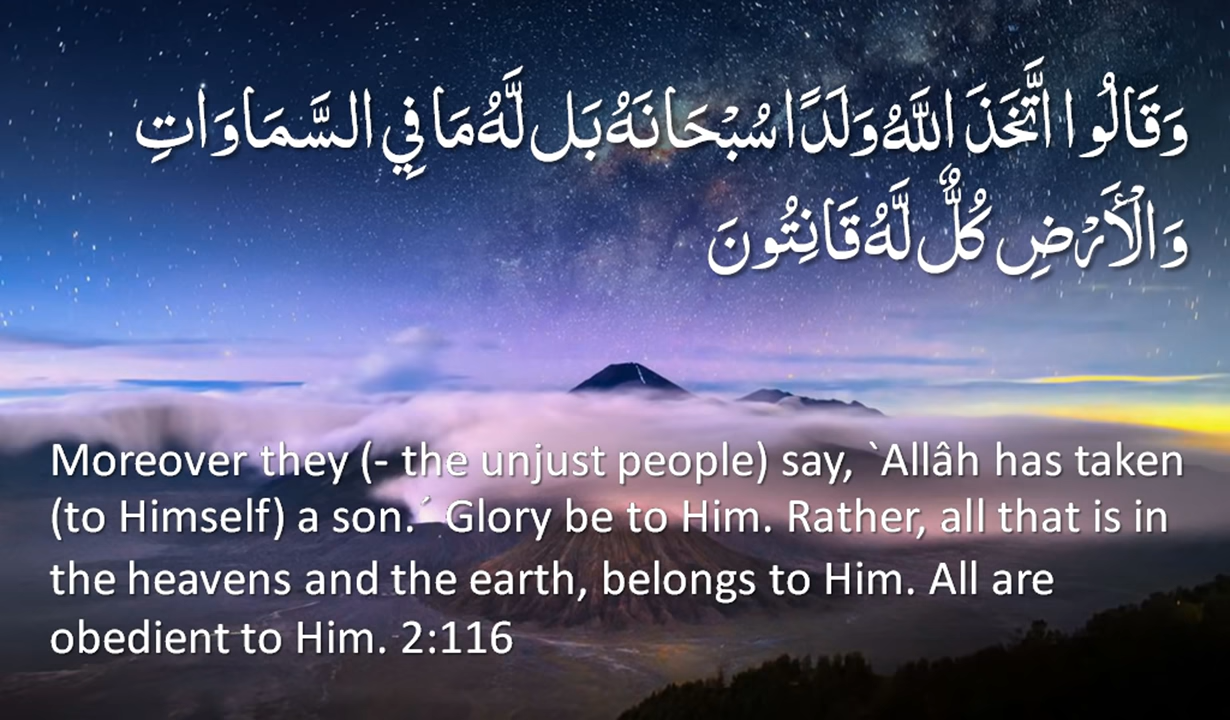 وَقَالُوا اتَّخَذَ اللَّهُ وَلَدًا سُبْحَانَهُ بَل لَّهُ مَا فِي السَّمَاوَاتِ
وَالْأَرْضِ كُلٌّ لَّهُ قَانِتُونَ
Moreover they (- the unjust people) say, `Allâh has taken
(to Himself) a son.´ Glory be to Him. Rather, all that is in
the heavens and the earth, belongs to Him. All are
obedient to Him. 2:116